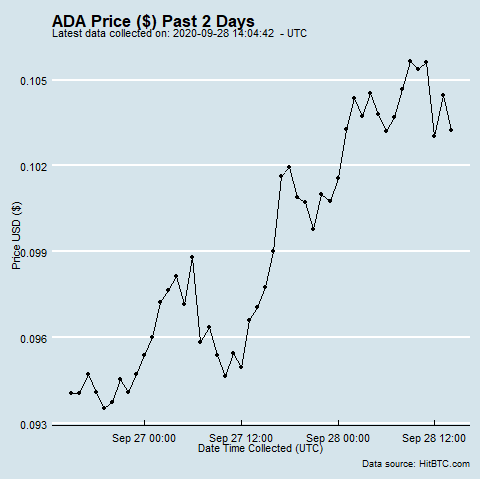 ADA Price ($) Past 2 Days
Latest data collected on: 2020-09-28 14:04:42 - UTC
0.105
0.102
0.099
0.096
0.093
Price USD ($)
Sep 27 00:00 Sep 27 12:00 Sep 28 00:00 Sep 28 12:00
Date Time Collected (UTC)
Data source: HitBTC.com